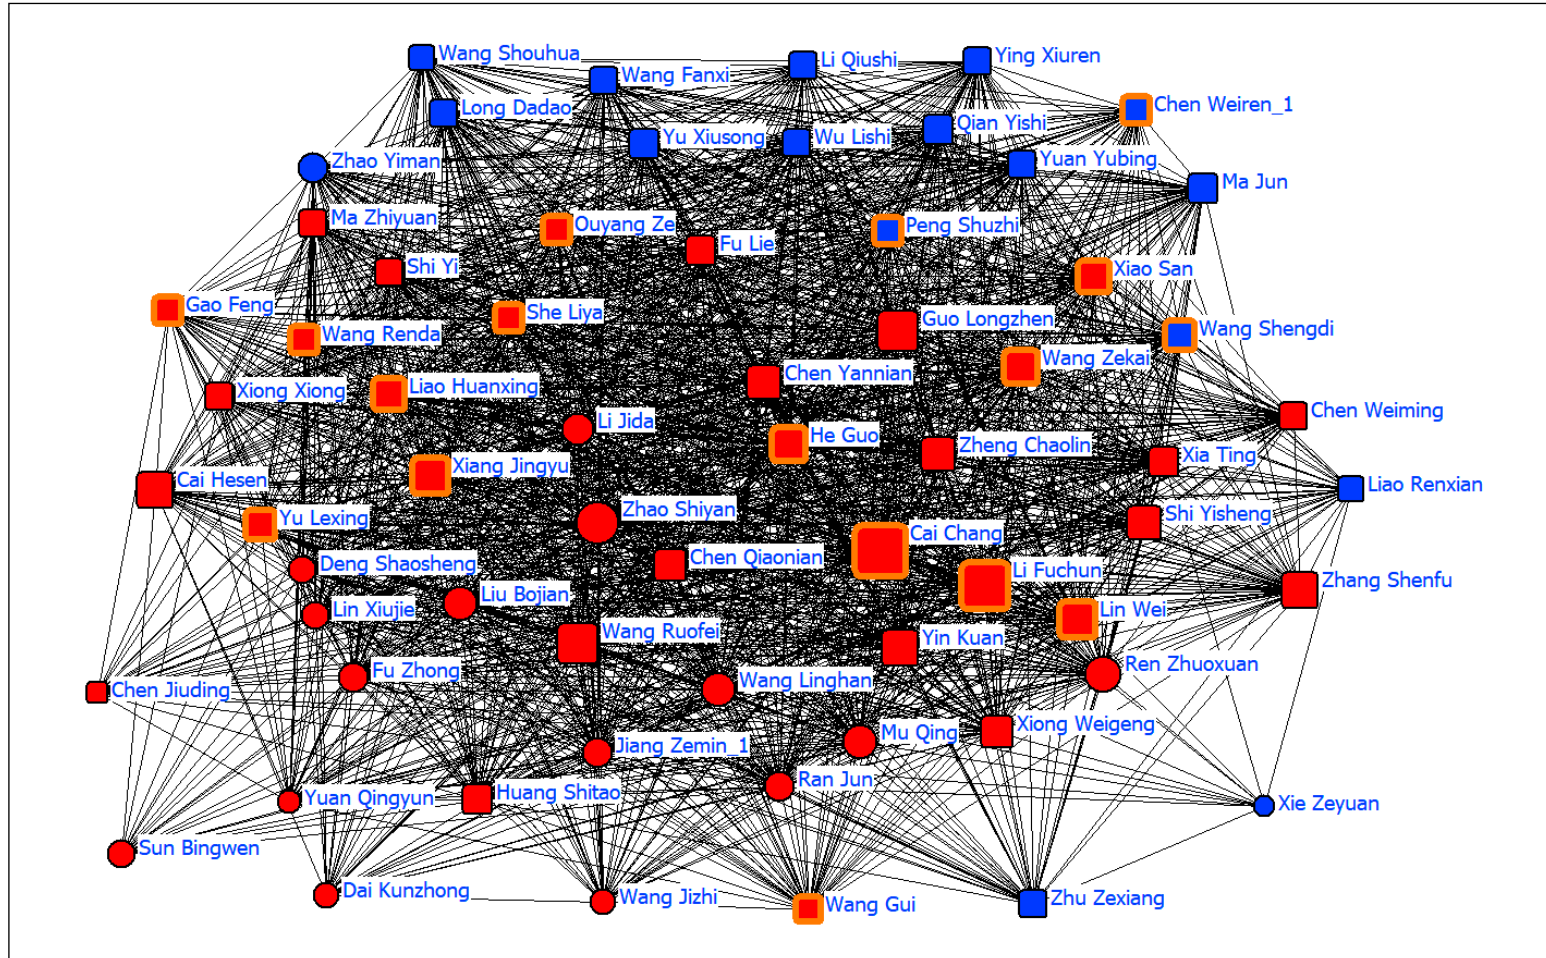 Wang Shouhua
Li Qiushi
Ying Xiuren
Wang Fanxi
Long Dadao
Chen Weiren_1
Yu Xiusong
Wu Lishi
Qian Yishi
Yuan Yubing
Zhao Yiman
Ma Jun
Ma Zhiyuan
Ouyang Ze
Fu Lie
Peng Shuzhi
Shi Yi
Xiao San
Gao Feng
She Liya
Guo Longzhen
Wang Shengdi
Wang Renda
Wang Zekai
Chen Yannian
Xiong Xiong
Liao Huanxing
Chen Weiming
Li Jida
He Guo
Zheng Chaolin
Xia Ting
Xiang Jingyu
Cai Hesen
Liao Renxian
Zhao Shiyan
Shi Yisheng
Yu Lexing
Cai Chang
Chen Qiaonian
Deng Shaosheng
Li Fuchun
Zhang Shenfu
Liu Bojian
Lin Xiujie
Lin Wei
Wang Ruofei
Yin Kuan
Ren Zhuoxuan
Fu Zhong
Wang Linghan
Chen Jiuding
Xiong Weigeng
Mu Qing
Jiang Zemin_1
Ran Jun
Huang Shitao
Yuan Qingyun
Xie Zeyuan
Sun Bingwen
Dai Kunzhong
Wang Jizhi
Wang Gui
Zhu Zexiang